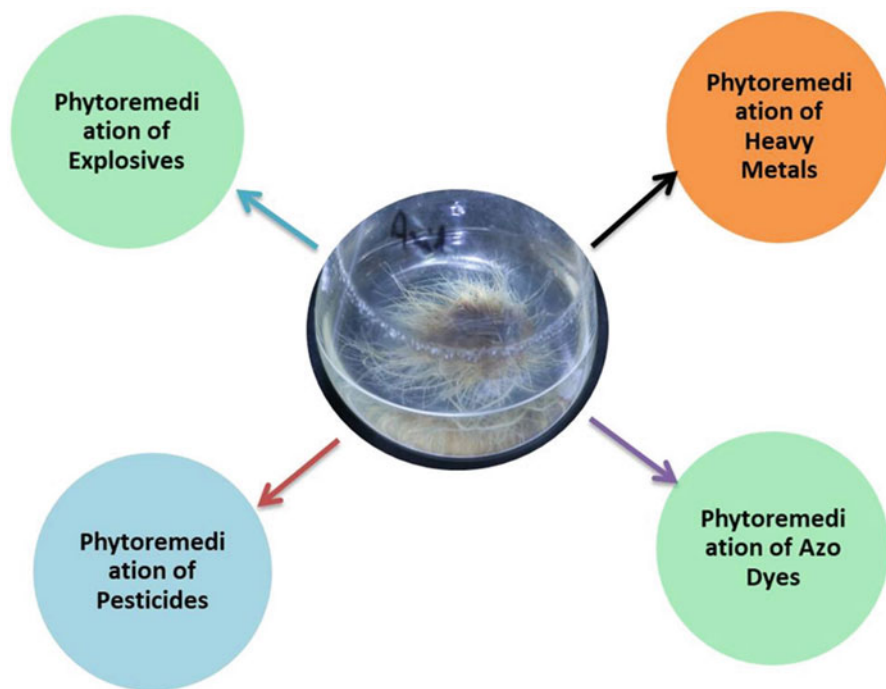 Phytoremedi
ation of
Explosives
Phytoremedi
ation of
Heavy
Metals
Phytoremedi
ation of
Pesticides
Phytoremedi
ation of Azo
Dyes